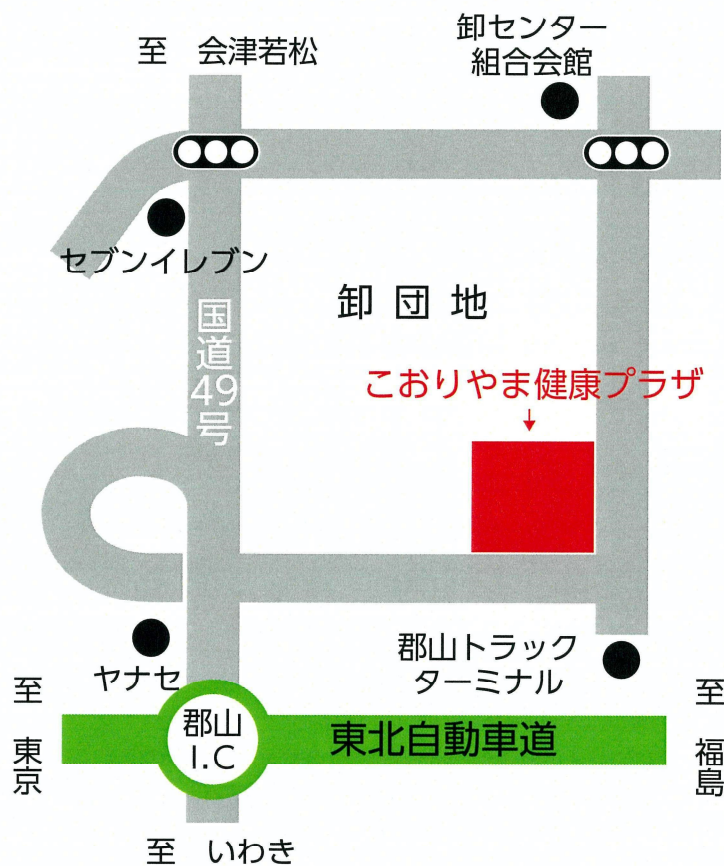 至　会津若松
卸センター
組合会館
セブンイレブン
卸団地
国道49号
こおりやま健康プラザ
↓
ヤナセ
郡山トラック
ターミナル
至　東京
郡山
I.C
東北自動車道
至　福島
至　いわき